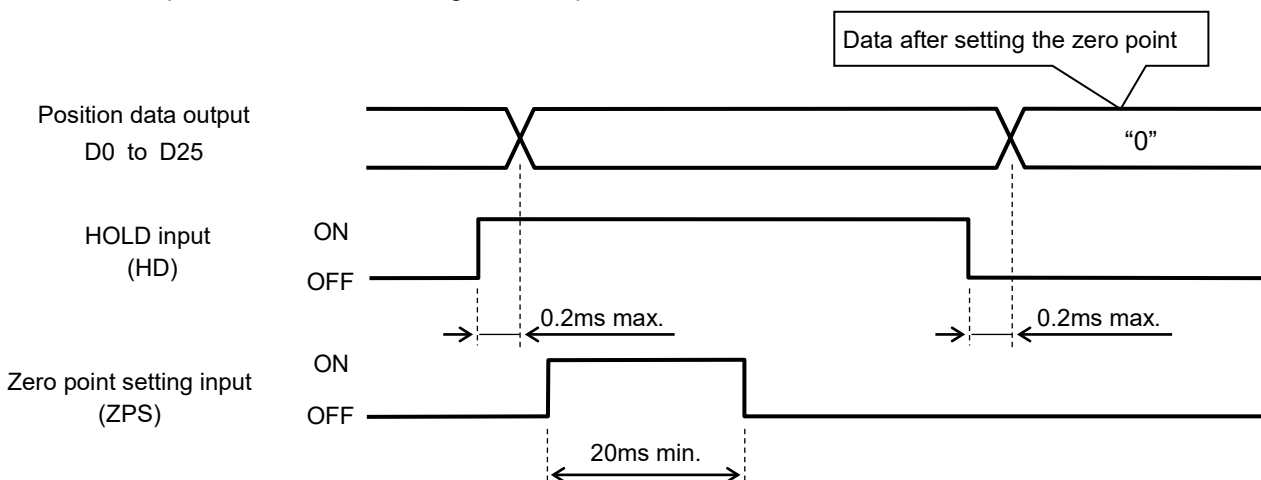 Data after setting the zero point
Position data output
D0 to D25
“0”
HOLD input
(HD)
ON
OFF
0.2ms max.
0.2ms max.
Zero point setting input
(ZPS)
ON
OFF
20ms min.